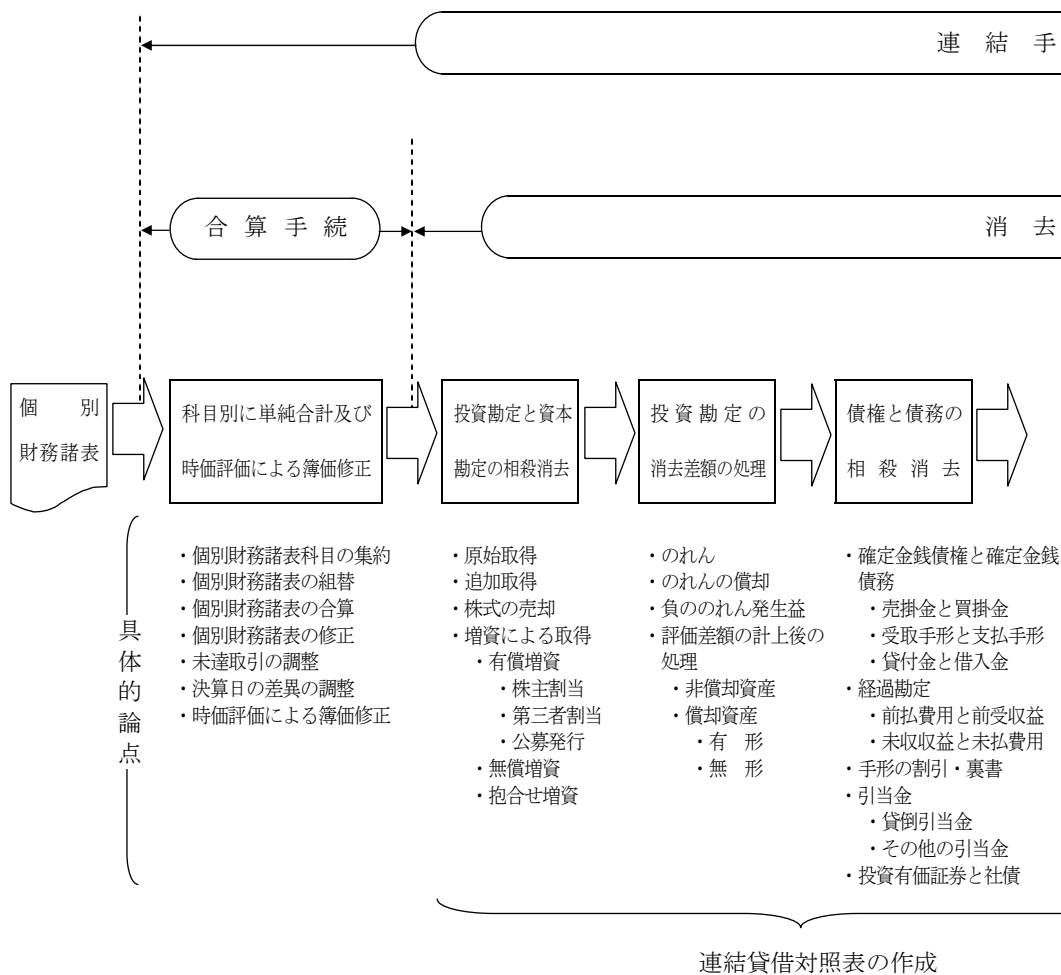 連結手
合算手続
消去
個別
財務諸表
科目別に単純合計及び
時価評価による簿価修正
投資勘定と資本
勘定の相殺消去
投資勘定の
消去差額の処理
債権と債務の
相殺消去
具体的論点
・個別財務諸表科目の集約
・個別財務諸表の組替
・個別財務諸表の合算
・個別財務諸表の修正
・未達取引の調整
・決算日の差異の調整
・時価評価による簿価修正
・原始取得
・追加取得
・株式の売却
・増資による取得
・有償増資
・株主割当
・第三者割当
・公募発行
・無償増資
・抱合せ増資
・のれん
・のれんの償却
・負ののれん発生益
・評価差額の計上後の
処理
・非償却資産
・償却資産
・有形
・無形
・確定金銭債権と確定金銭
債務
・売掛金と買掛金
・受取手形と支払手形
・貸付金と借入金
・経過勘定
・前払費用と前受収益
・未収収益と未払費用
・手形の割引・裏書
・引当金
・貸倒引当金
・その他の引当金
・投資有価証券と社債
連結貸借対照表の作成